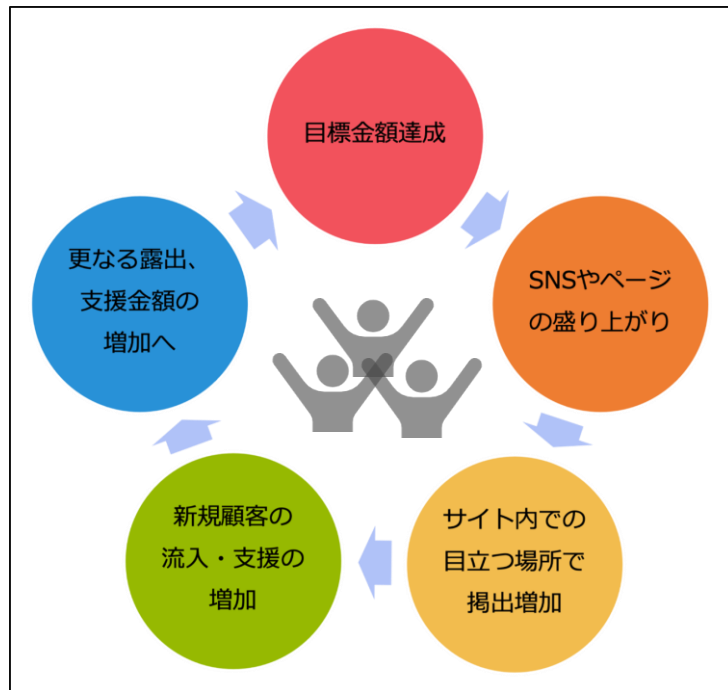 目標金額達成
SNSやページ
の盛り上がり
サイト内での
目立つ場所で
掲出増加
新規顧客の
流入・支援の
増加
更なる露出、
支援金額の
増加へ